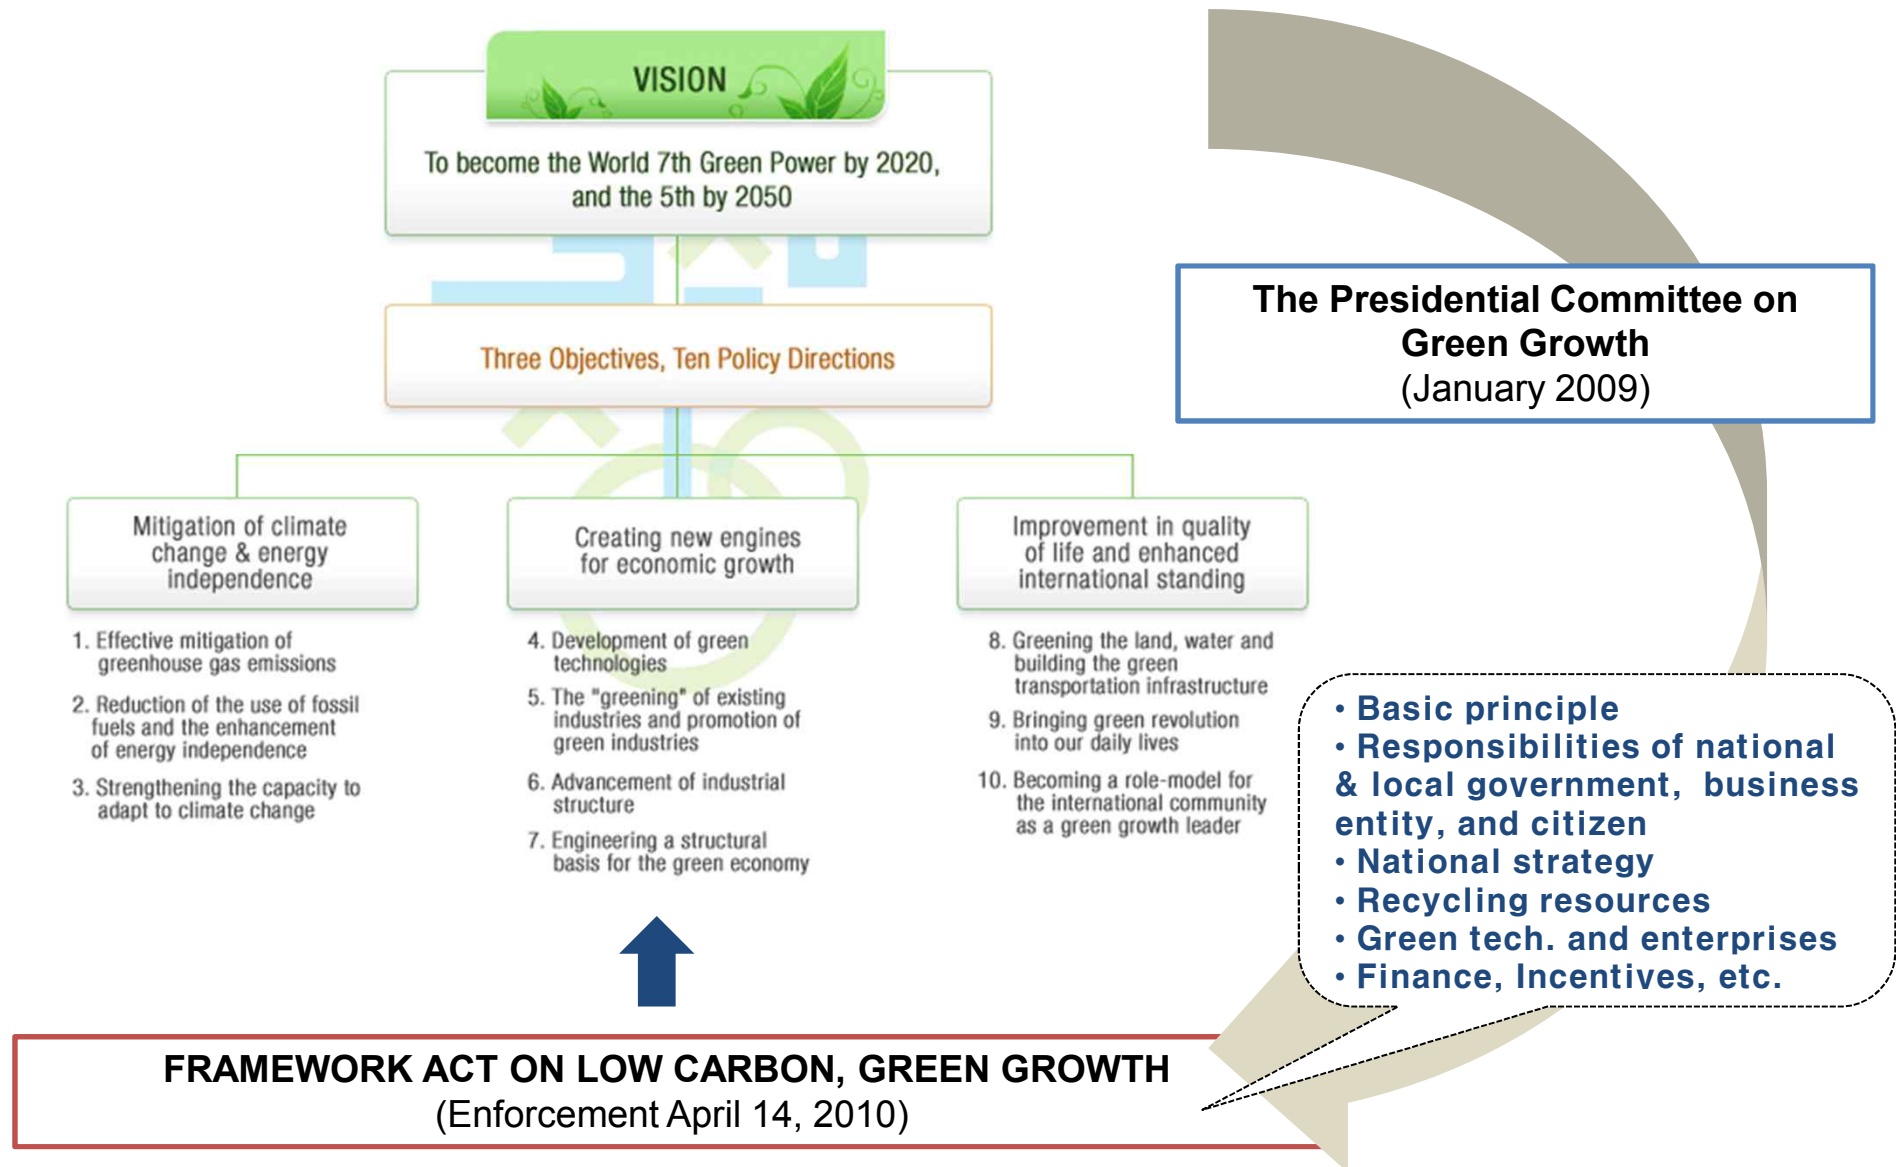 VISION
To become the World 7th Green Power by 2020,
and the 5th by 2050
Three Objectives, Ten Policy Directions
The Presidential Committee on
Green Growth
(January 2009)
Mitigation of climate
change & energy
independence
1. Effective mitigation of
greenhouse gas emissions
2. Reduction of the use of fossil
fuels and the enhancement
of energy independence
3. Strengthening the capacity to
adapt to climate change
Creating new engines
for economic growth
4. Development of green
technologies
5. The "greening" of existing
industries and promotion of
green industries
6. Advancement of industrial
structure
7. Engineering a structural
basis for the green economy
Improvement in quality
of life and enhanced
international standing
8. Greening the land, water and
building the green
transportation infrastructure
9. Bringing green revolution
into our daily lives
10. Becoming a role-model for
the international community
as a green growth leader
• Basic principle
• Responsibilities of national
& local government, business
entity, and citizen
• National strategy
• Recycling resources
• Green tech. and enterprises
• Finance, Incentives, etc.
FRAMEWORK ACT ON LOW CARBON, GREEN GROWTH
(Enforcement April 14, 2010)